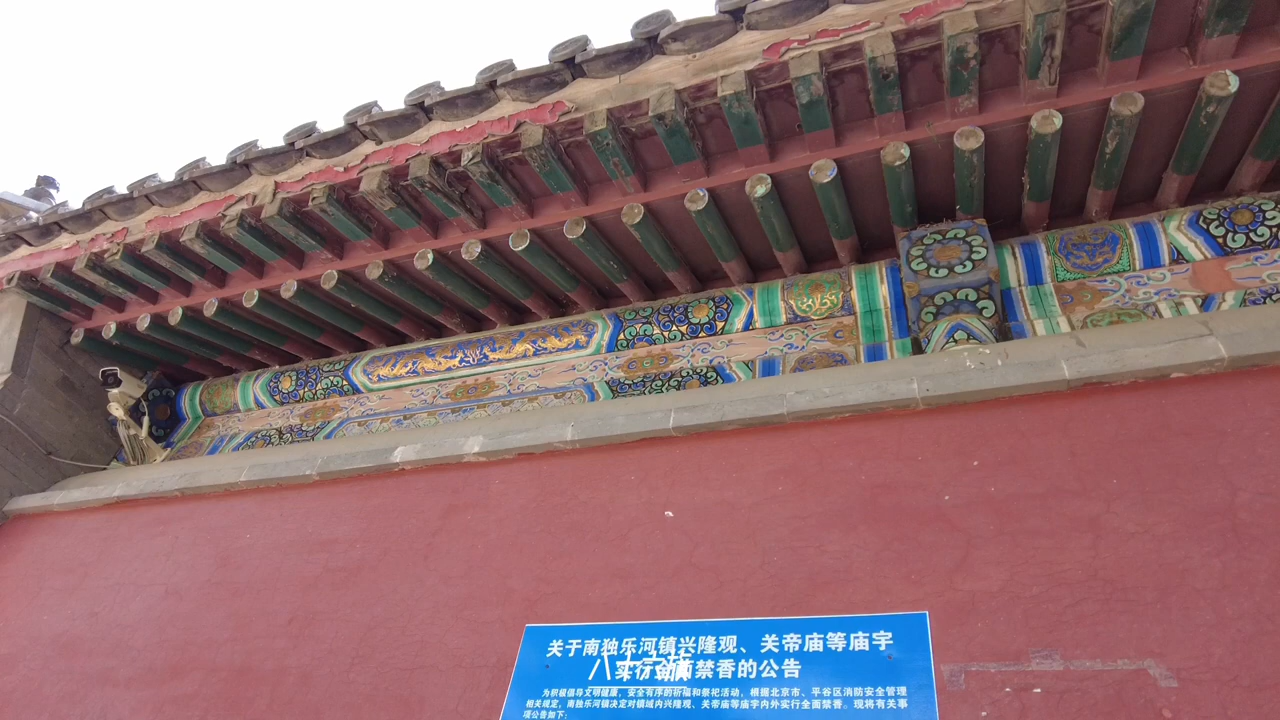 关于南独乐河镇兴隆观、关帝庙等庙宇
实行全面禁香的公告
为积极倡导文明健康，安全有序的祈福和祭祀活动，根据北京市、平谷区消防安全管理
相关规定，南独乐河镇决定对镇域内兴隆观、关帝庙等庙宇内外实行全面禁香。现将有关事
项公告如下：